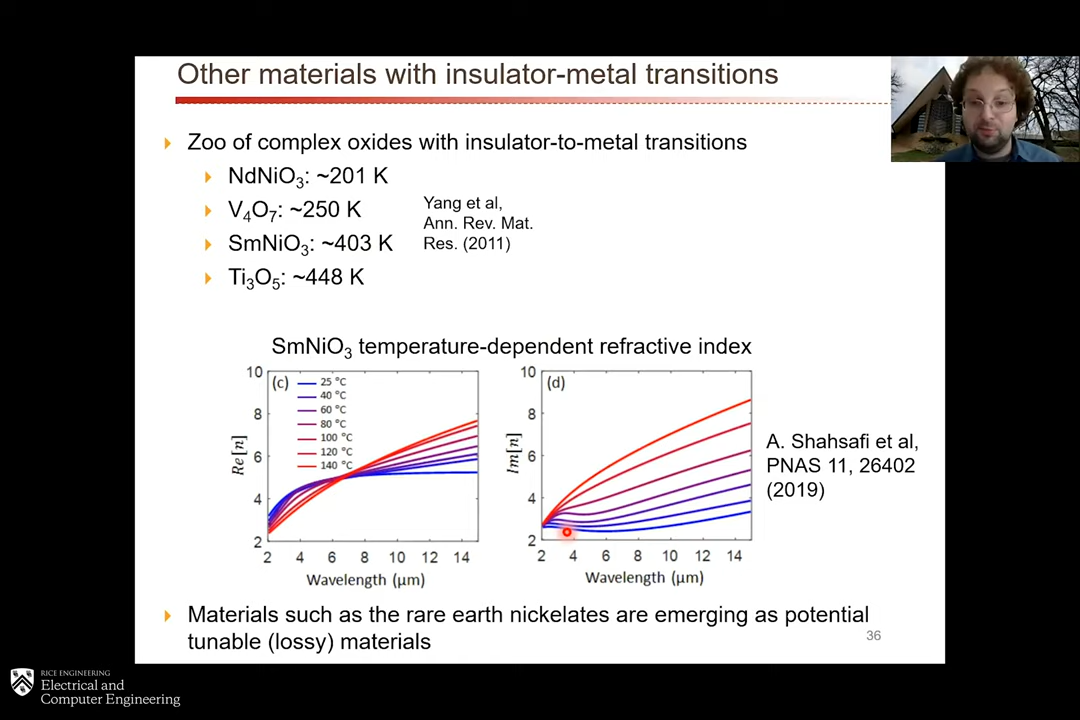 Other materials with insulator-metal transitions
Zoo of complex oxides with insulator-to-metal transitions
NdNiO3: ~201 K
V4O7: ~250 K
SmNiO3: ~403 K
Ti3O5: ~448 K
Yang et al,
Ann. Rev. Mat.
Res. (2011)
SmNiO3 temperature-dependent refractive index
(c)
25 °C
40 °C
60 °C
80 °C
100 °C
120 °C
140 °C
Re[n]
10
8
6
4
2
2 4 6 8 10 12 14
Wavelength (µm)
(d)
Im[n]
10
8
6
4
2
2 4 6 8 10 12 14
Wavelength (µm)
A. Shahsafi et al,
PNAS 11, 26402
(2019)
Materials such as the rare earth nickelates are emerging as potential
tunable (lossy) materials
36
RICE ENGINEERING
Electrical and
Computer Engineering